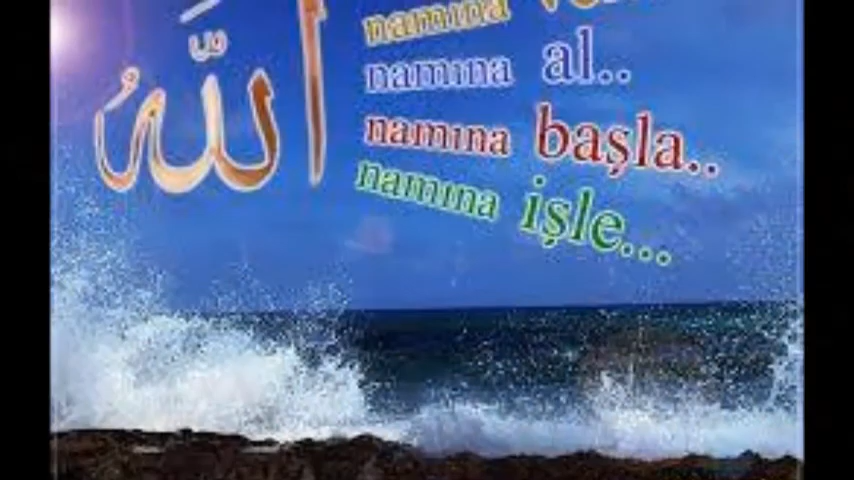 الله
namına
namına al..
namına başla..
namına işle...